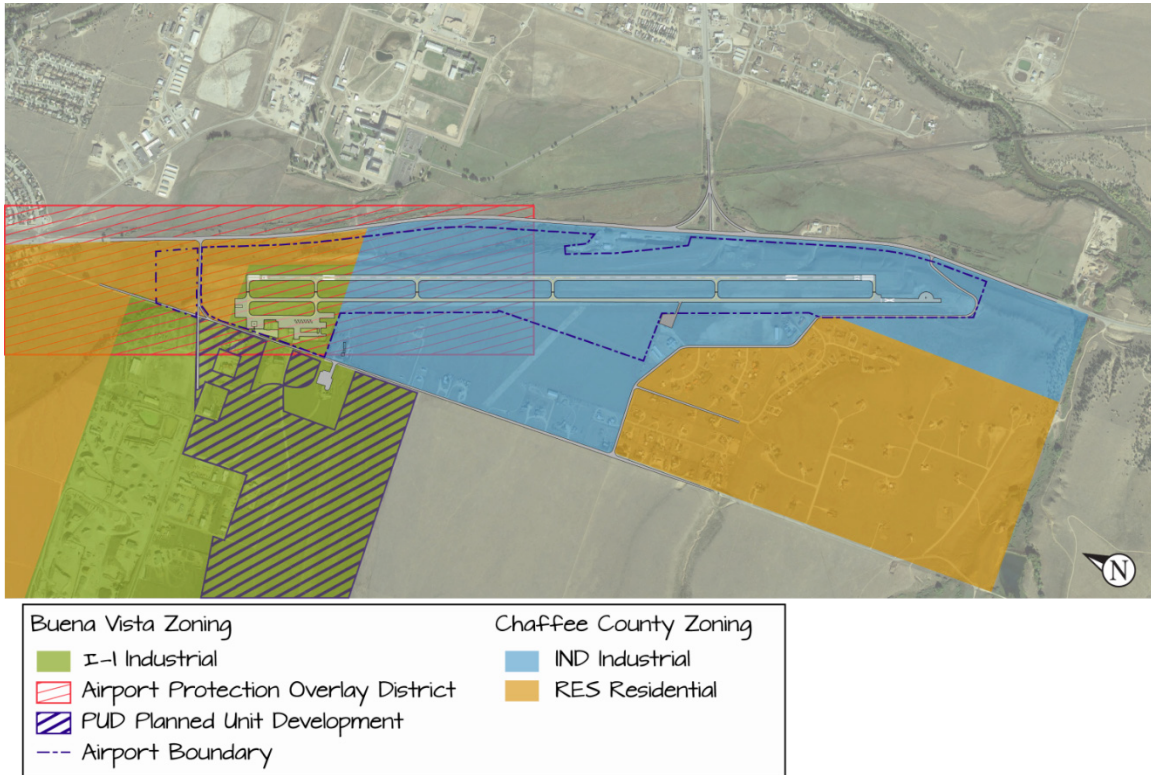 N
Buena Vista Zoning
I-1 Industrial
Airport Protection Overlay District
PUD Planned Unit Development
Airport Boundary
Chaffee County Zoning
IND Industrial
RES Residential